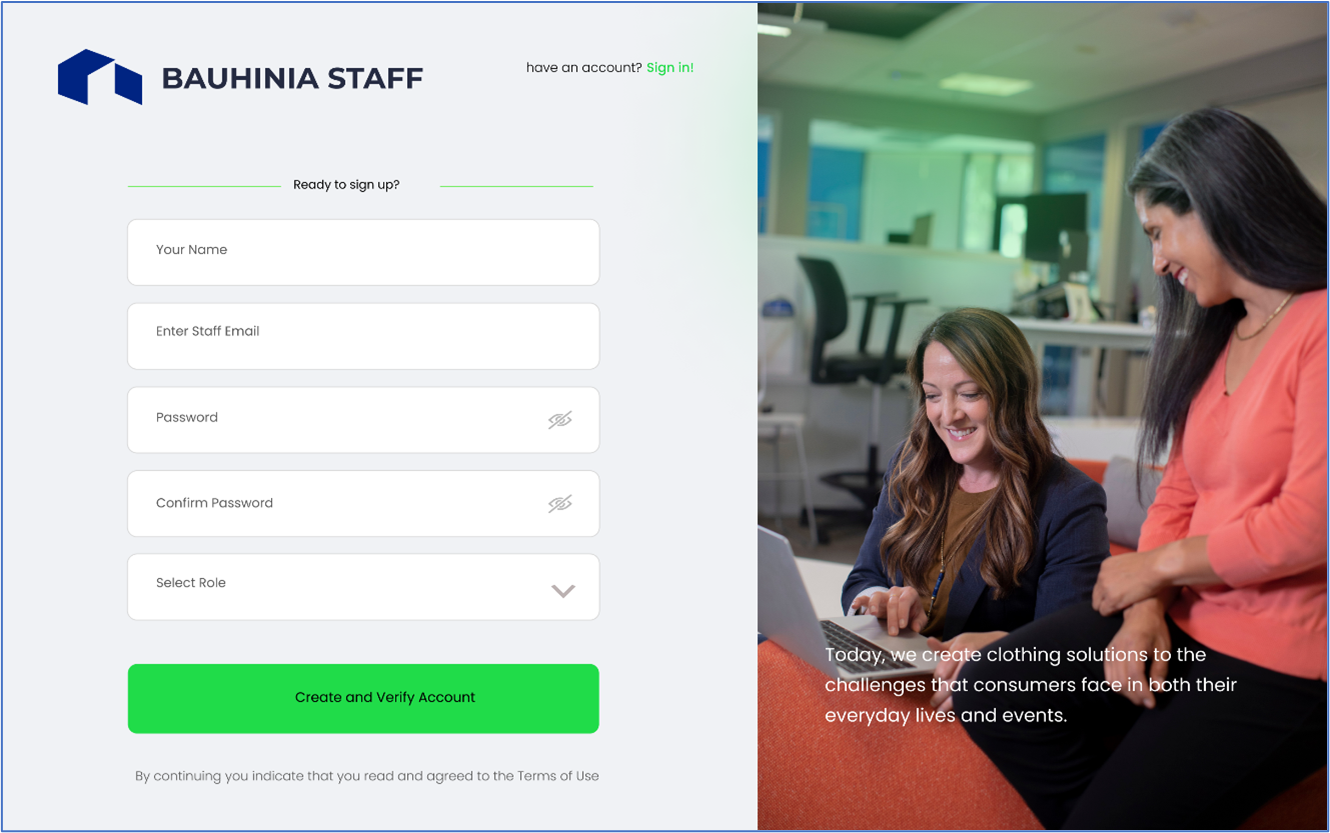 BAUHINIA STAFF
have an account? Sign in!
Ready to sign up?
Your Name
Enter Staff Email
Password
Confirm Password
Select Role
Create and Verify Account
By continuing you indicate that you read and agreed to the Terms of Use
Today, we create clothing solutions to the
challenges that consumers face in both their
everyday lives and events.